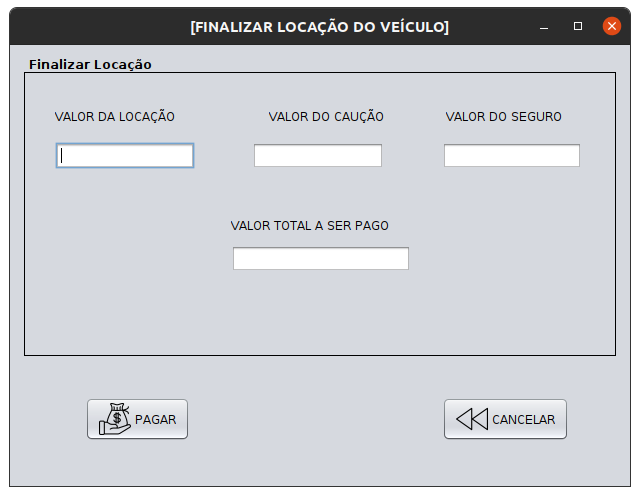 [FINALIZAR LOCAÇÃO DO VEÍCULO]
Finalizar Locação
VALOR DA LOCAÇÃO
VALOR DO CAUÇÃO
VALOR DO SEGURO
VALOR TOTAL A SER PAGO
$ PAGAR
CANCELAR